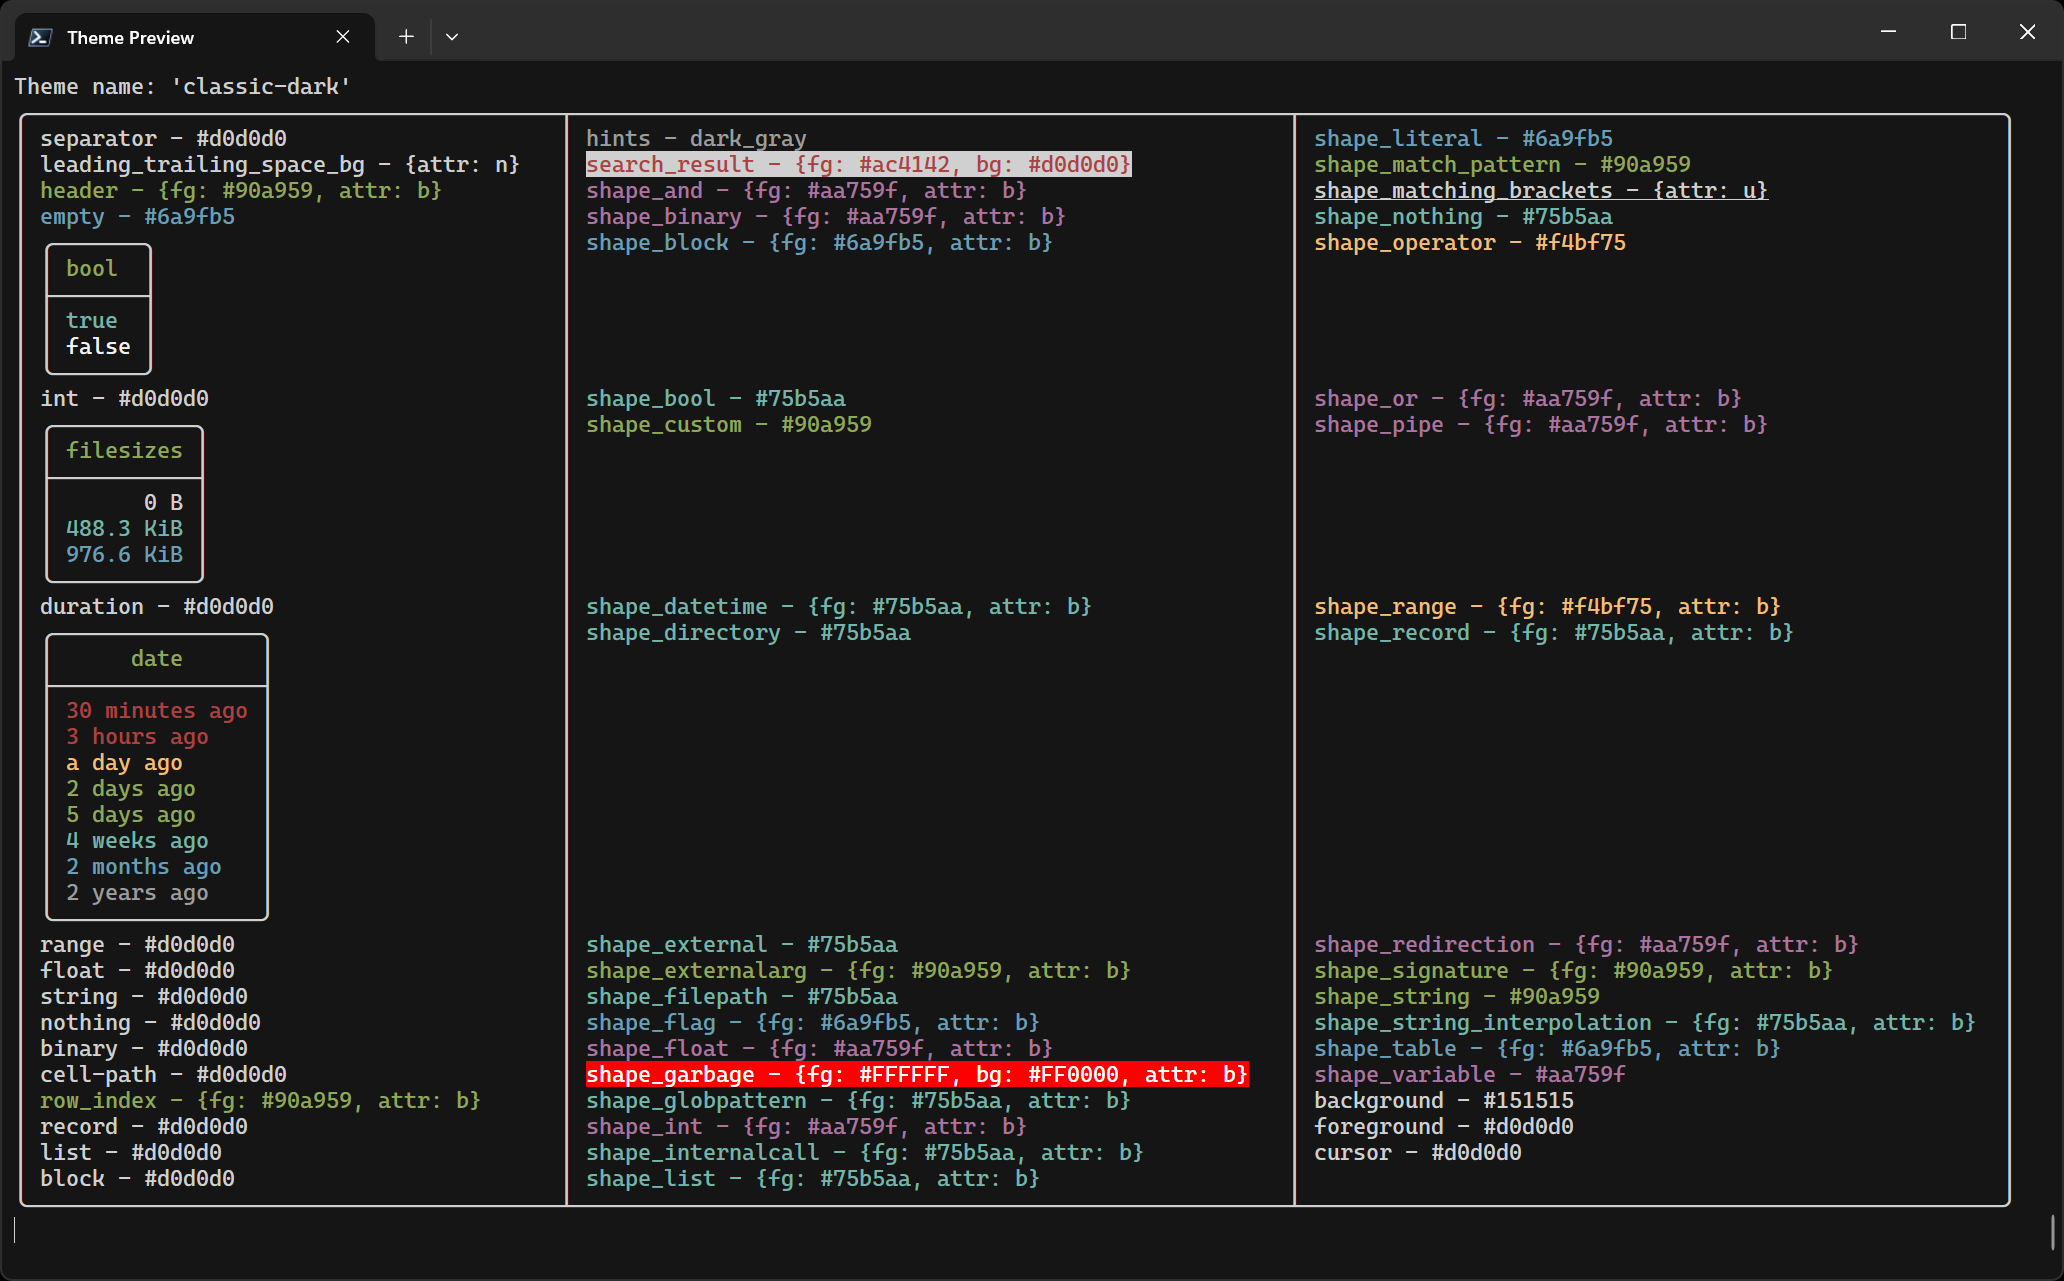 Theme Preview
Theme name: 'classic-dark'
separator - #d0d0d0
leading_trailing_space_bg - {attr: n}
header - {fg: #90a959, attr: b}
empty - #6a9fb5
bool
true
false
int - #d0d0d0
filesizes
0 B
488.3 KiB
976.6 KiB
duration - #d0d0d0
date
30 minutes ago
3 hours ago
a day ago
2 days ago
5 days ago
4 weeks ago
2 months ago
2 years ago
range - #d0d0d0
float - #d0d0d0
string - #d0d0d0
nothing - #d0d0d0
binary - #d0d0d0
cell-path - #d0d0d0
row_index - {fg: #90a959, attr: b}
record - #d0d0d0
list - #d0d0d0
block - #d0d0d0
hints - dark_gray
search_result - {fg: #ac4142, bg: #d0d0d0}
shape_and - {fg: #aa759f, attr: b}
shape_binary - {fg: #aa759f, attr: b}
shape_block - {fg: #6a9fb5, attr: b}
shape_bool - #75b5aa
shape_custom - #90a959
shape_datetime - {fg: #75b5aa, attr: b}
shape_directory - #75b5aa
shape_external - #75b5aa
shape_externalarg - {fg: #90a959, attr: b}
shape_filepath - #75b5aa
shape_flag - {fg: #6a9fb5, attr: b}
shape_float - {fg: #aa759f, attr: b}
shape_garbage - {fg: #FFFFFF, bg: #FF0000, attr: b}
shape_globpattern - {fg: #75b5aa, attr: b}
shape_int - {fg: #aa759f, attr: b}
shape_internalcall - {fg: #75b5aa, attr: b}
shape_list - {fg: #75b5aa, attr: b}
shape_literal - #6a9fb5
shape_match_pattern - #90a959
shape_matching_brackets - {attr: u}
shape_nothing - #75b5aa
shape_operator - #f4bf75
shape_or - {fg: #aa759f, attr: b}
shape_pipe - {fg: #aa759f, attr: b}
shape_range - {fg: #f4bf75, attr: b}
shape_record - {fg: #75b5aa, attr: b}
shape_redirection - {fg: #aa759f, attr: b}
shape_signature - {fg: #90a959, attr: b}
shape_string - #90a959
shape_string_interpolation - {fg: #75b5aa, attr: b}
shape_table - {fg: #6a9fb5, attr: b}
shape_variable - #aa759f
background - #151515
foreground - #d0d0d0
cursor - #d0d0d0